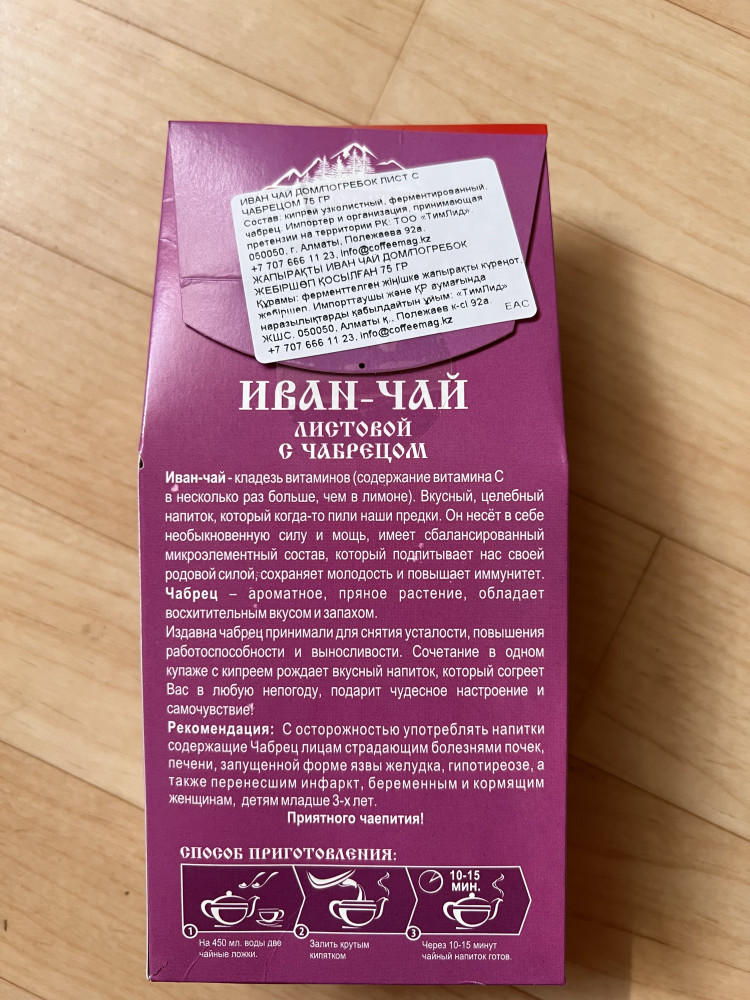 ИВАН ЧАЙ ДОМ/ПОГРЕБОК ЛИСТ С
ЧАБРЕЦОМ 75 ГР
Состав: кипрей узколистный, ферментированный,
чабрец. Импортер и организация, принимающая
претензии на территории РК: ТОО «ТимЛид».
050050, г. Алматы, Полежаева 92а.
+7 707 666 11 23, info@coffeemag.kz
ЖАПЫРАҚТЫ ИВАН ЧАЙ ДОМ/ПОГРЕБОК
ЖЕБІРШӨП ҚОСЫЛҒАН 75 ГР
Құрамы: ферменттелген жіңішке жапырақты күреңот,
жебіршөп. Импорттаушы және ҚР аумағында
наразылықтарды қабылдайтын ұйым: «ТимЛид»
ЖШС. 050050, Алматы қ., Полежаев к-сі 92а.
+7 707 666 11 23, info@coffeemag.kz
EAC
ИВАН-ЧАЙ
ЛИСТОВОЙ
С ЧАБРЕЦОМ
Иван-чай - кладезь витаминов (содержание витамина С
в несколько раз больше, чем в лимоне). Вкусный, целебный
напиток, который когда-то пили наши предки. Он несёт в себе
необыкновенную силу и мощь, имеет сбалансированный
микроэлементный состав, который подпитывает нас своей
родовой силой, сохраняет молодость и повышает иммунитет.
Чабрец – ароматное, пряное растение, обладает
восхитительным вкусом и запахом.
Издавна чабрец принимали для снятия усталости, повышения
работоспособности и выносливости. Сочетание в одном
купаже с кипреем рождает вкусный напиток, который согреет
Вас в любую непогоду, подарит чудесное настроение и
самочувствие!
Рекомендация: С осторожностью употреблять напитки
содержащие Чабрец лицам страдающим болезнями почек,
печени, запущенной форме язвы желудка, гипотиреозе, а
также перенесшим инфаркт, беременным и кормящим
женщинам, детям младше 3-х лет.
Приятного чаепития!
СПОСОБ ПРИГОТОВЛЕНИЯ:
10-15
МИН.
1
На 450 мл. воды две
чайные ложки.
2
Залить крутым
кипятком
3
Через 10-15 минут
чайный напиток готов.